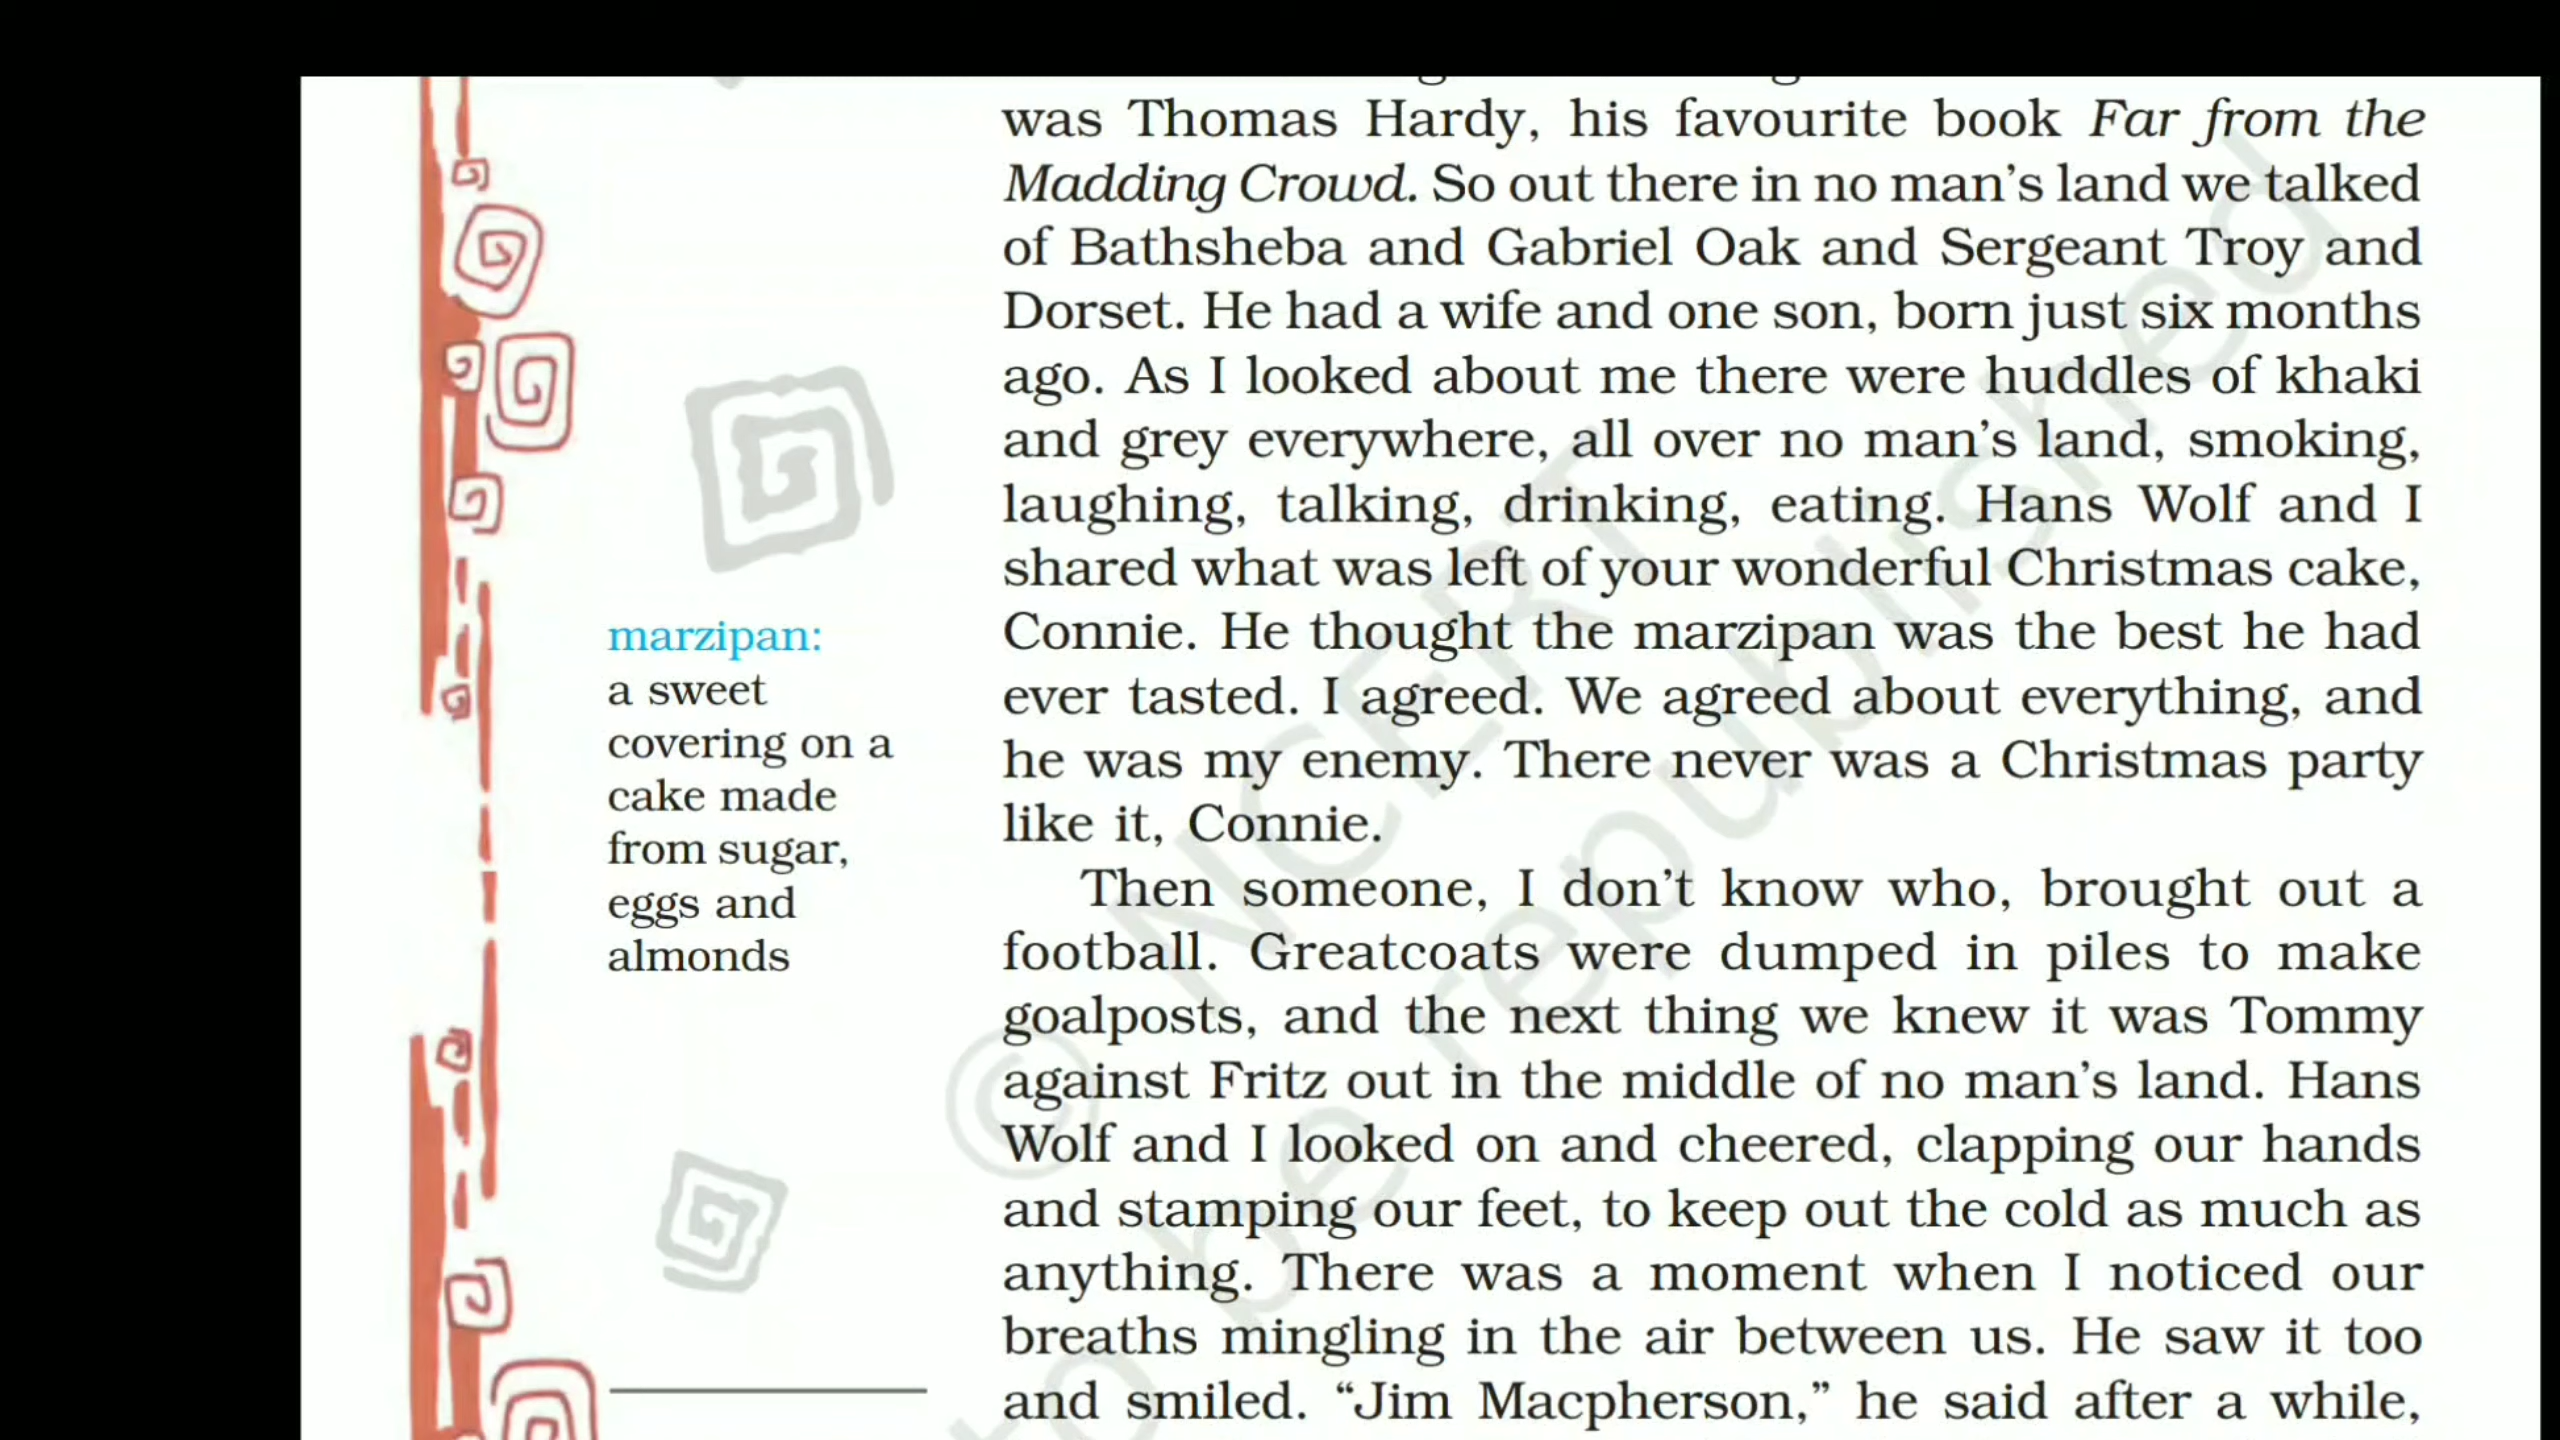 was Thomas Hardy, his favourite book Far from the
Madding Crowd. So out there in no man's land we talked
of Bathsheba and Gabriel Oak and Sergeant Troy and
Dorset. He had a wife and one son, born just six months
ago. As I looked about me there were huddles of khaki
and grey everywhere, all over no man's land, smoking,
laughing, talking, drinking, eating. Hans Wolf and I
shared what was left of your wonderful Christmas cake,
Connie. He thought the marzipan was the best he had
ever tasted. I agreed. We agreed about everything, and
he was my enemy. There never was a Christmas party
like it, Connie.
Then someone, I don't know who, brought out a
football. Greatcoats were dumped in piles to make
goalposts, and the next thing we knew it was Tommy
against Fritz out in the middle of no man's land. Hans
Wolf and I looked on and cheered, clapping our hands
and stamping our feet, to keep out the cold as much as
anything. There was a moment when I noticed our
breaths mingling in the air between us. He saw it too
and smiled. “Jim Macpherson,” he said after a while,
marzipan:
a sweet
covering on a
cake made
from sugar,
eggs and
almonds
© NCERT
to be republished